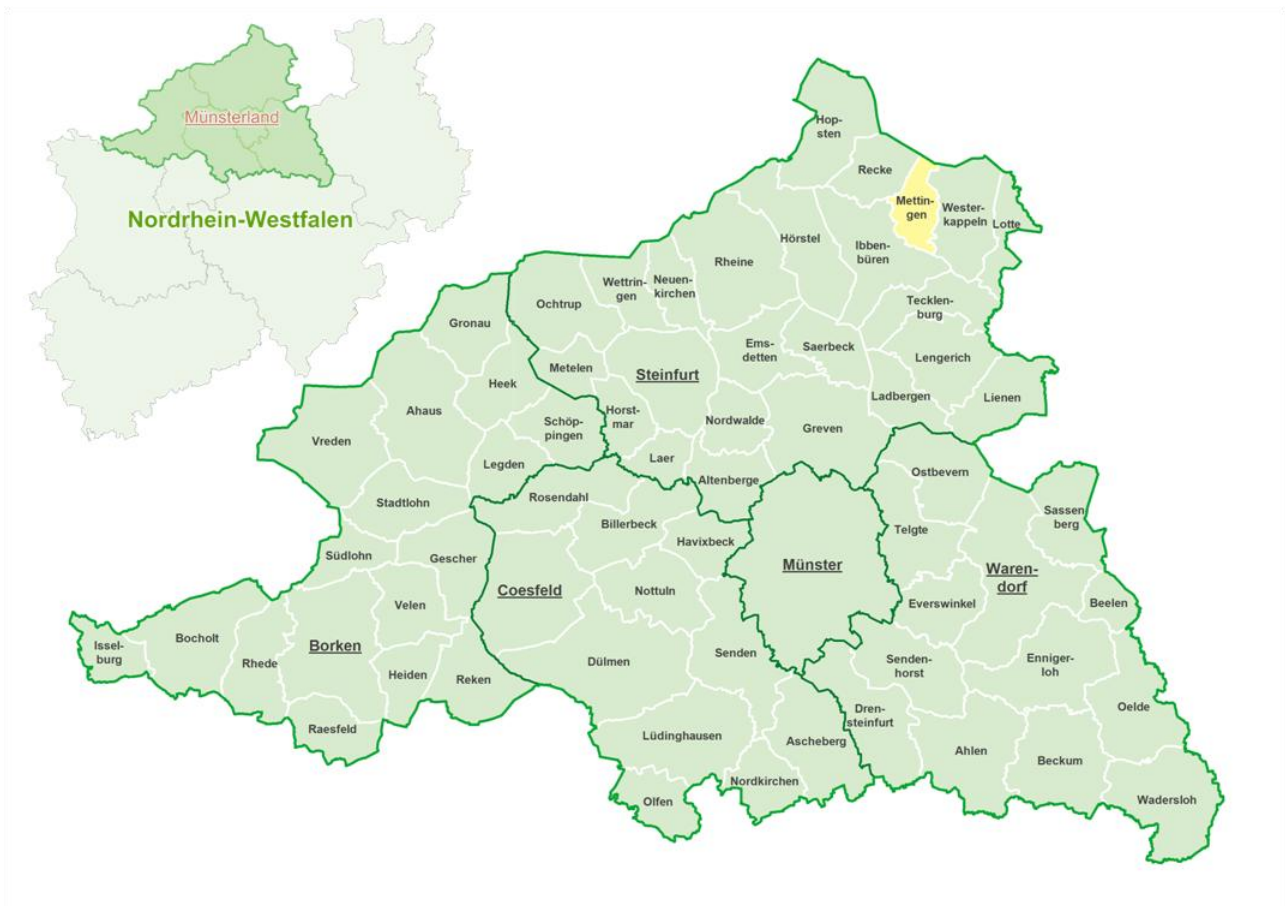 Münsterland
Nordrhein-Westfalen
Hop-
sten
Recke
Mettin-
gen
Wester-
kappeln
Lotte
Hörstel
Ibben-
büren
Rheine
Neuen-
kirchen
Wettrin-
gen
Ochtrup
Tecklen-
burg
Gronau
Ems-
detten
Saerbeck
Lengerich
Metelen
Steinfurt
Heek
Ladbergen
Lienen
Ahaus
Horst-
mar
Nordwalde
Greven
Schöp-
pingen
Vreden
Laer
Legden
Altenberge
Ostbevern
Stadtlohn
Rosendahl
Billerbeck
Sassen
berg
Telgte
Havixbeck
Südlohn
Gescher
Münster
Waren-
dorf
Coesfeld
Nottuln
Velen
Everswinkel
Beelen
Issel-
burg
Bocholt
Rhede
Borken
Heiden
Reken
Dülmen
Senden
Senden-
horst
Enniger-
loh
Oelde
Raesfeld
Lüdinghausen
Ascheberg
Dren-
steinfurt
Ahlen
Beckum
Nordkirchen
Olfen
Wadersloh